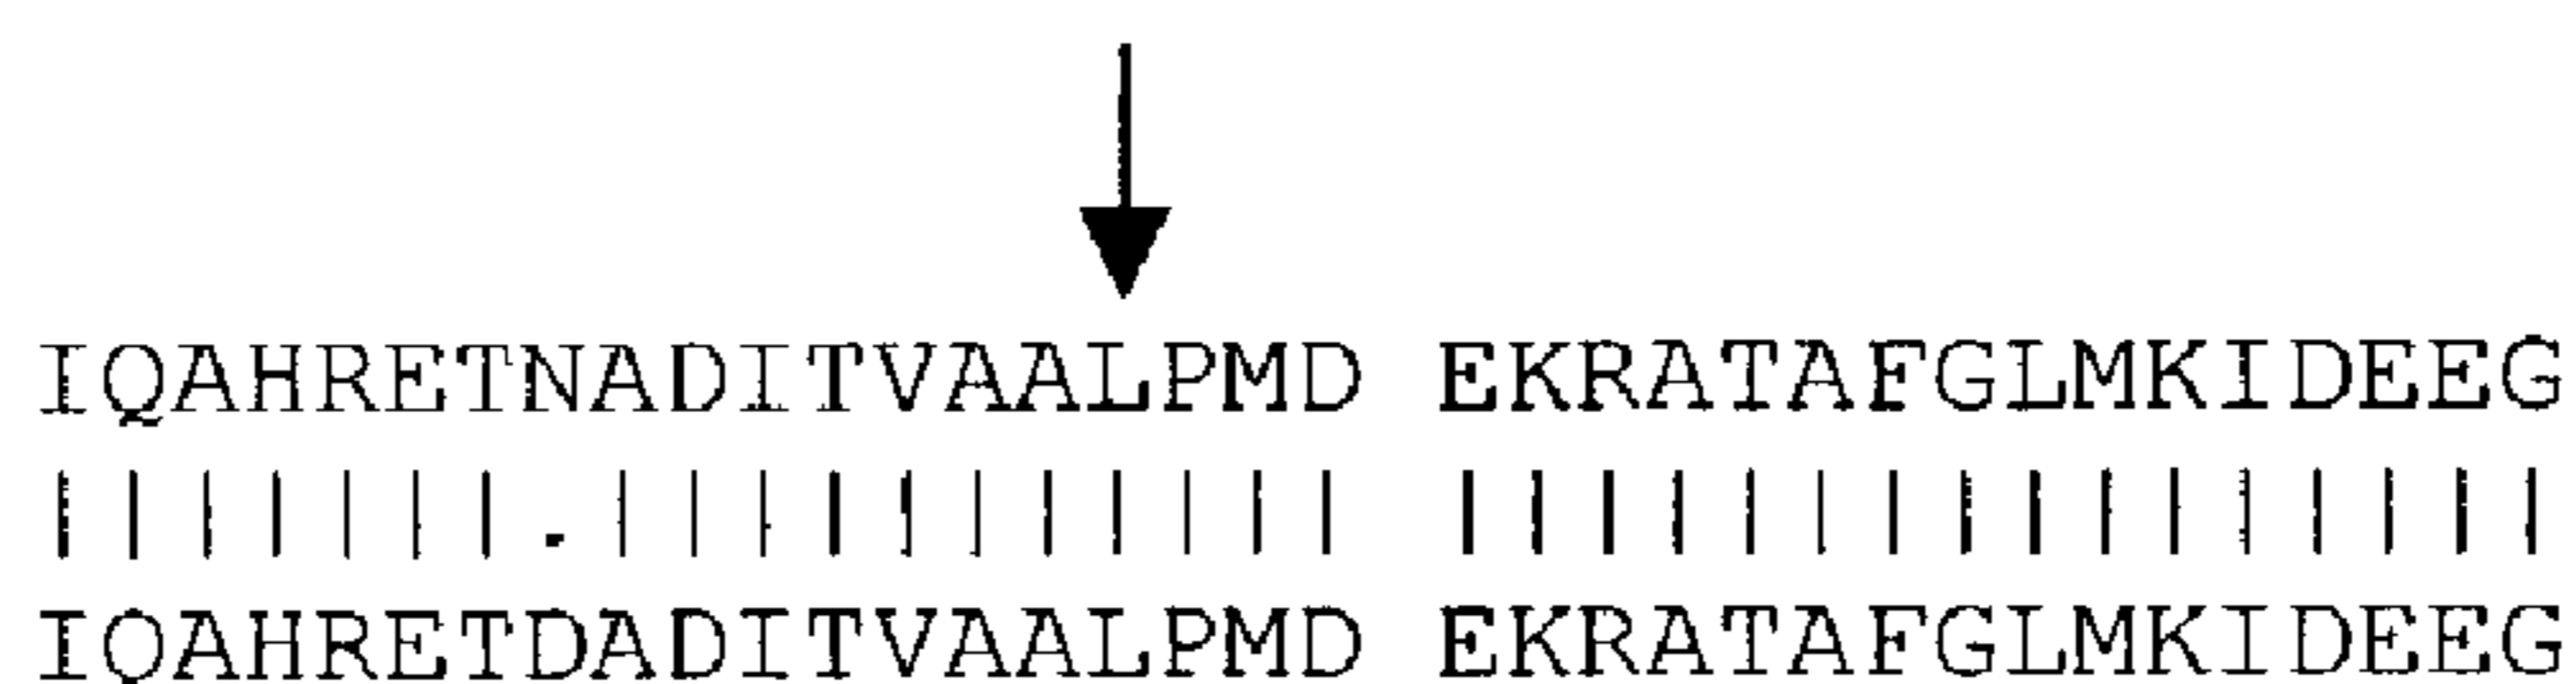 IQAHRETNADITVAALPMD EKRATAFGLMKIDEEG
|||||||.||||||||||| ||||||||||||||||
IQAHRETDADITVAALPMD EKRATAFGLMKIDEEG